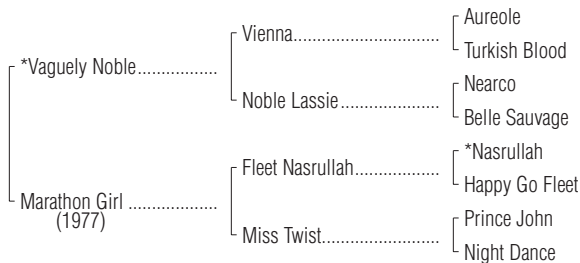 Aureole
Vienna..................................
Turkish Blood
*Vaguely Noble.................
Nearco
Noble Lassie.......................
Belle Sauvage
*Nasrullah
Fleet Nasrullah...................
Happy Go Fleet
Marathon Girl ...................
(1977)
Prince John
Miss Twist...........................
Night Dance